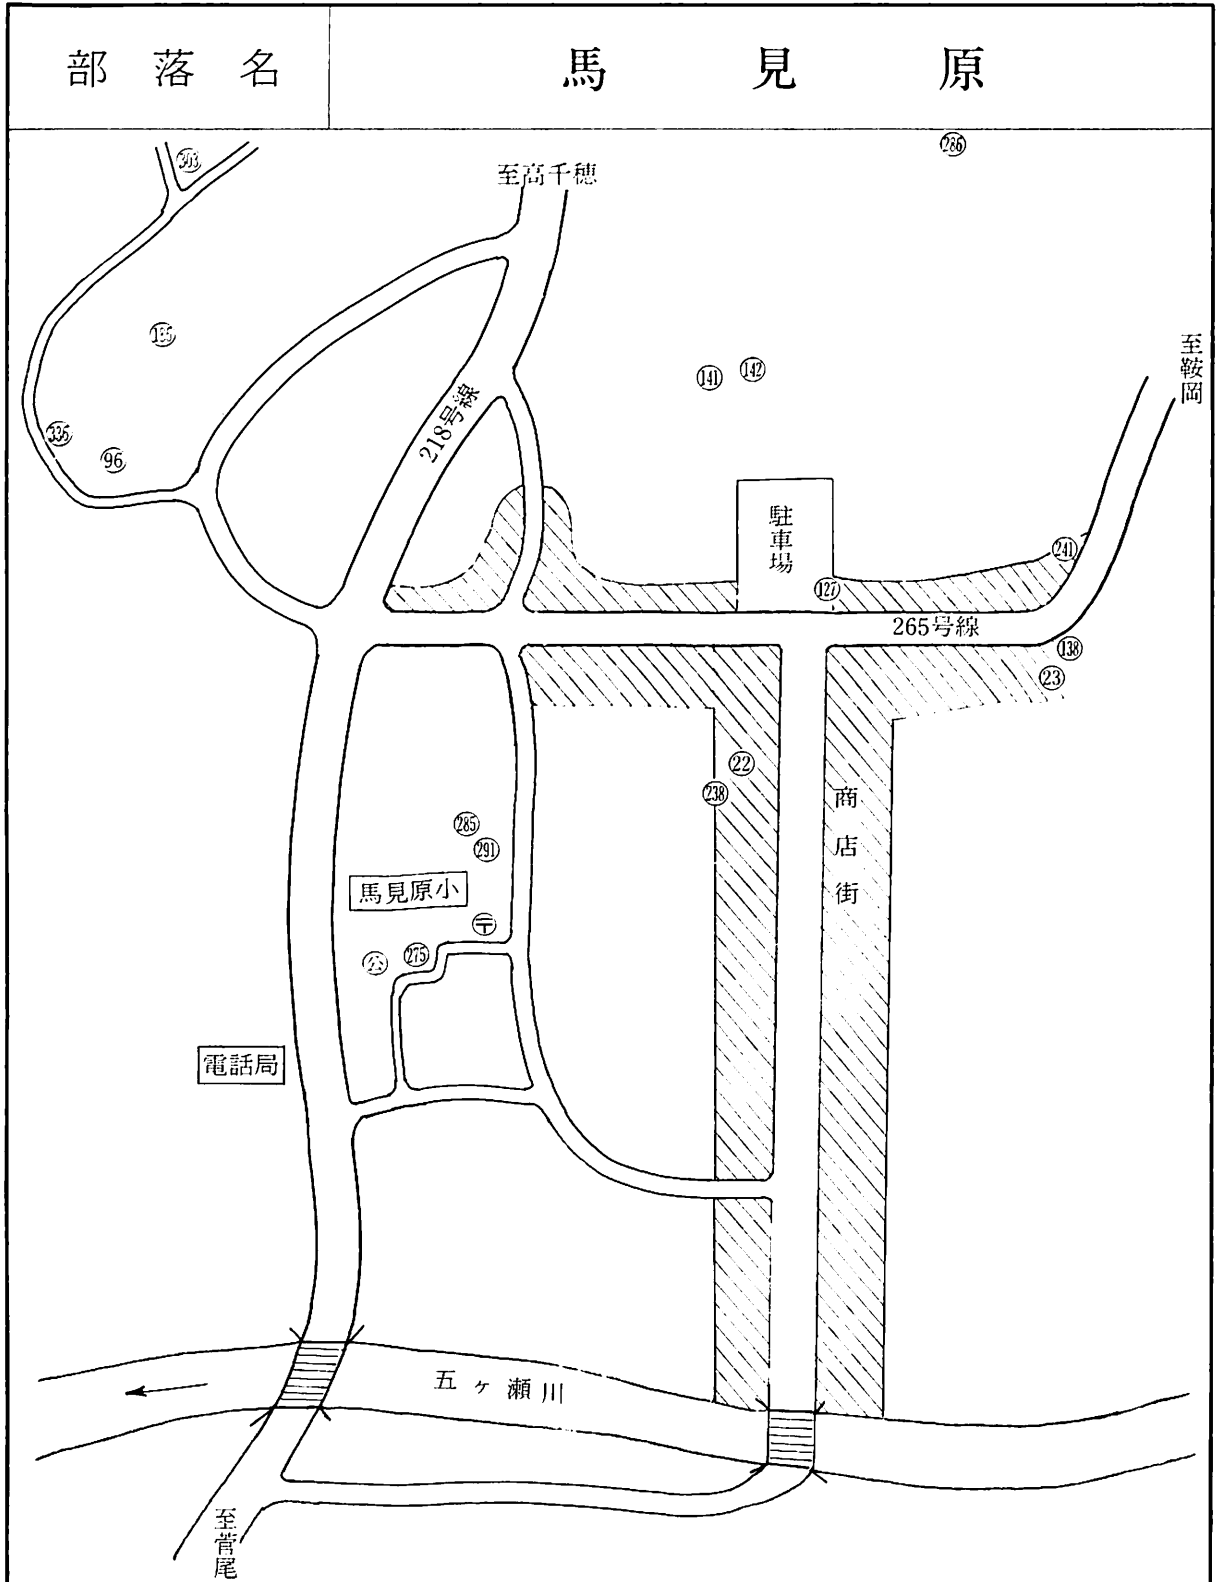 部落名
馬見原
286
303
至高千穂
185
至鞍岡
141
142
218号線
336
96
駐車場
241
127
265号線
138
23
22
238
商店街
285
291
馬見原小
〒
公
275
電話局
五ヶ瀬川
至菅尾